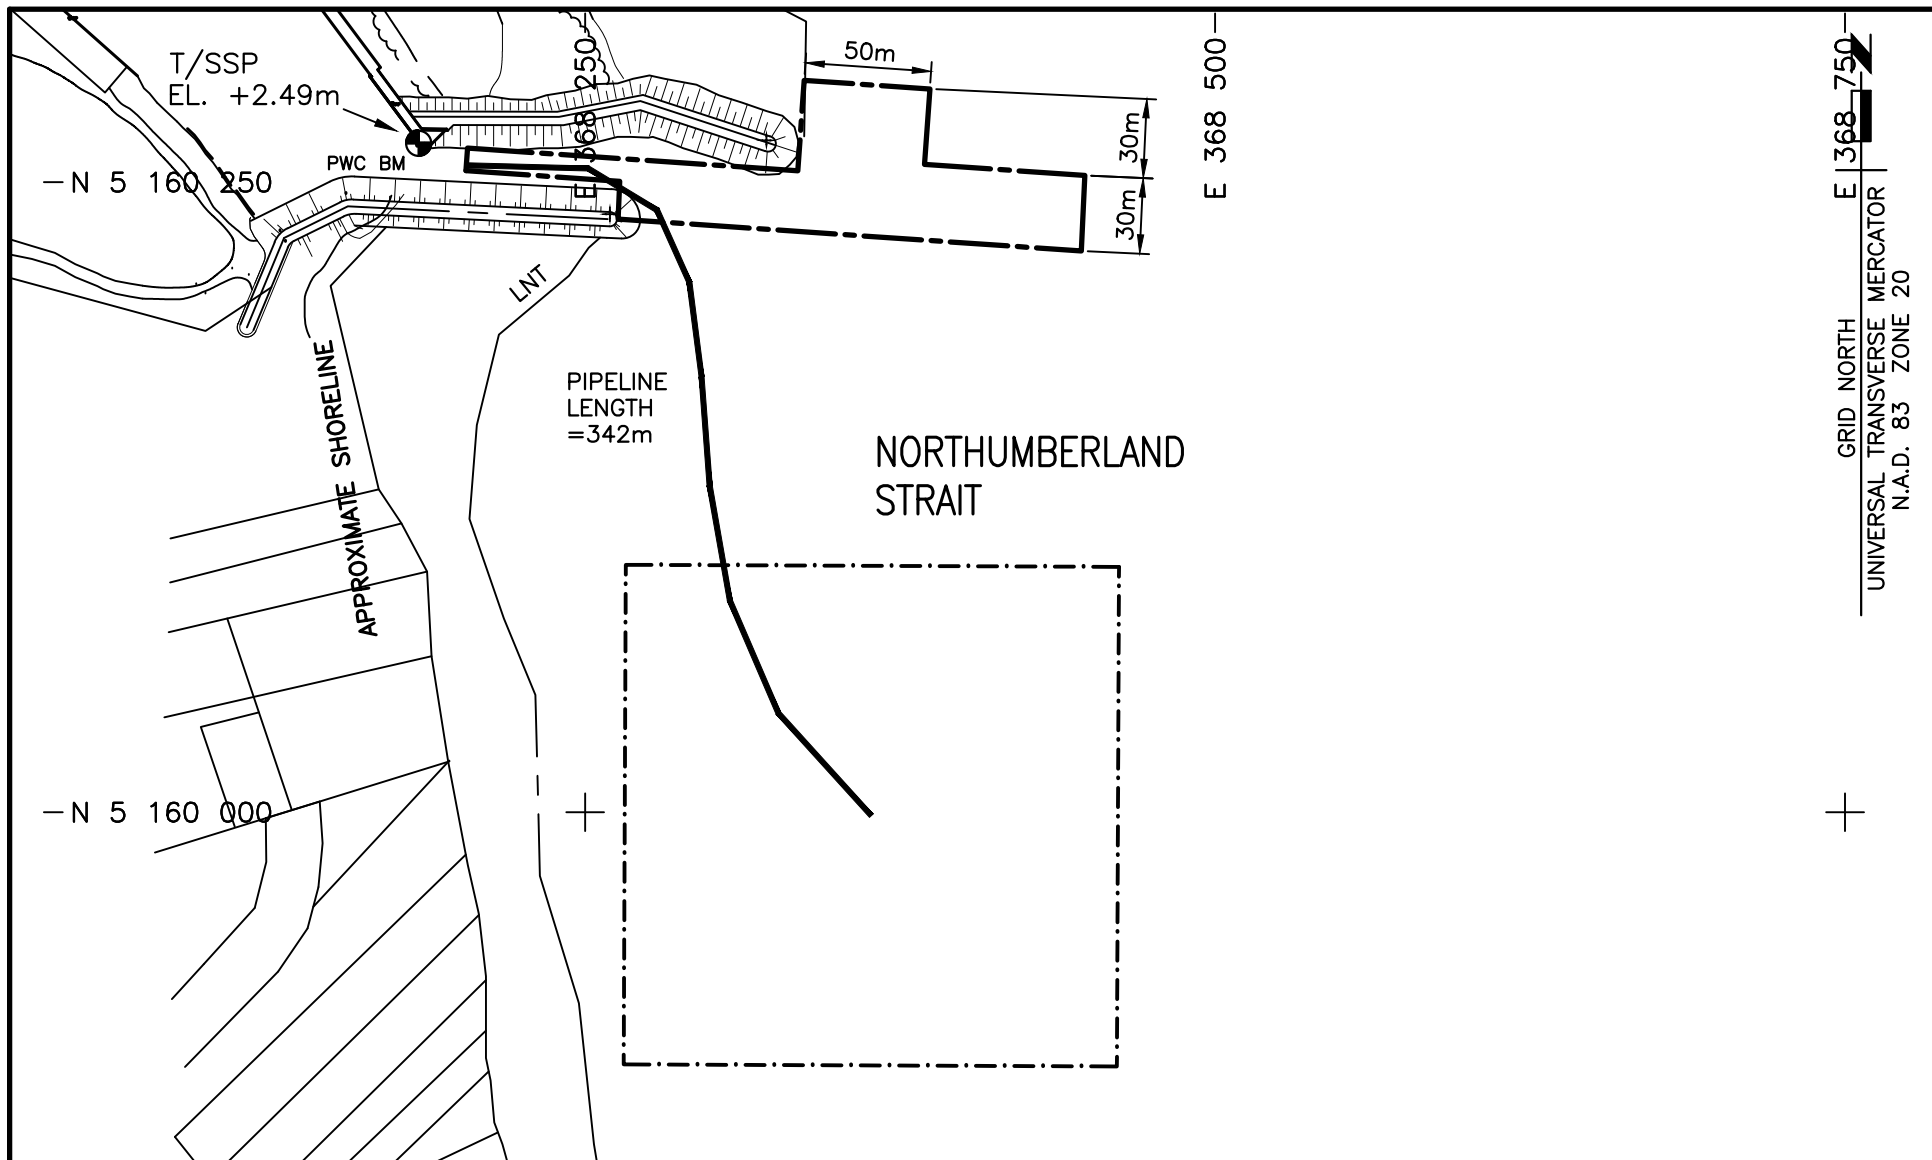 T/SSP
EL. +2.49m
PWC BM
N 5 160 250
E 368 250
50m
30m
30m
E 368 500
E 368 750
LNT
APPROXIMATE SHORELINE
PIPELINE
LENGTH
=342m
NORTHUMBERLAND
STRAIT
GRID NORTH
UNIVERSAL TRANSVERSE MERCATOR
N.A.D. 83 ZONE 20
N 5 160 000